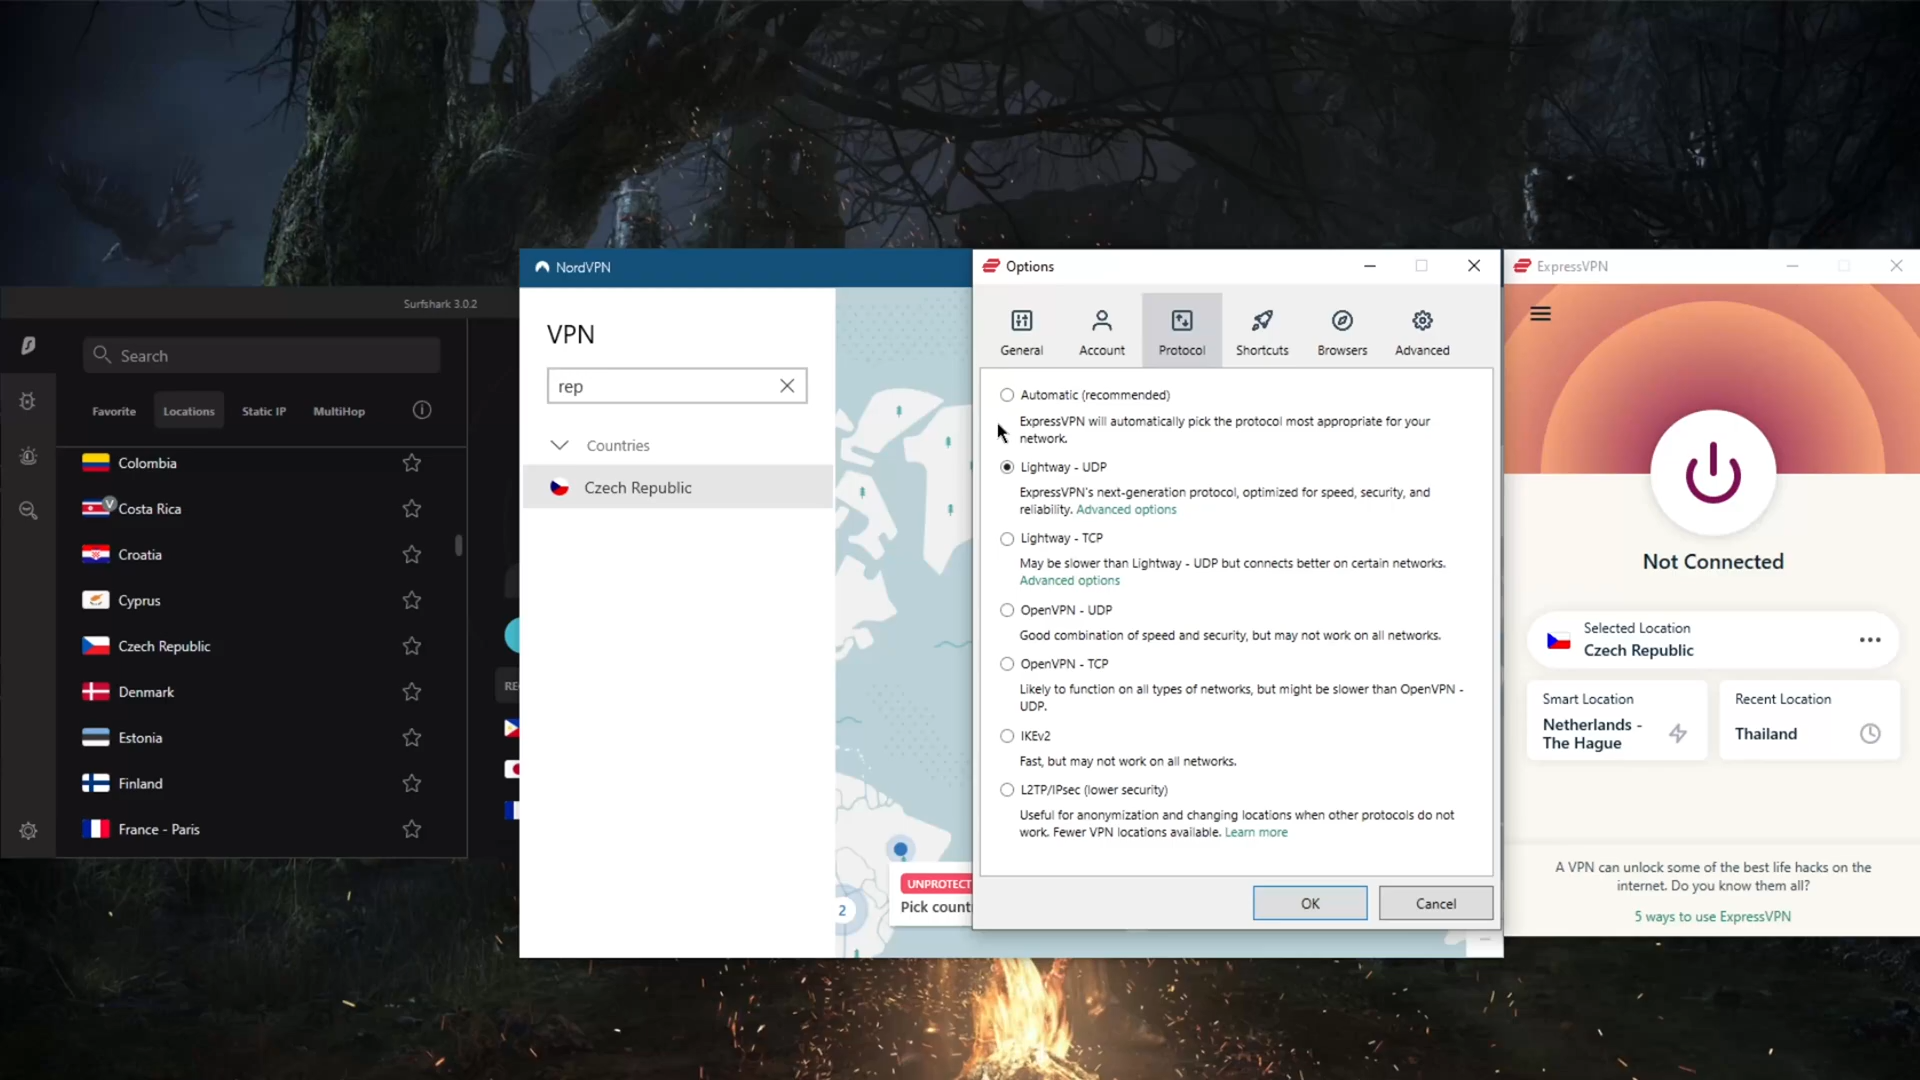 Surfshark 3.0.2
Search
Favorite
Locations
Static IP
MultiHop
Colombia
V
Costa Rica
Croatia
Cyprus
Czech Republic
Denmark
Estonia
Finland
France - Paris
RE
NordVPN
VPN
rep
Countries
Czech Republic
2
UNPROTECT
Pick count
Options
General
Account
Protocol
Shortcuts
Browsers
Advanced
Automatic (recommended)
ExpressVPN will automatically pick the protocol most appropriate for your
network.
Lightway - UDP
ExpressVPN's next-generation protocol, optimized for speed, security, and
reliability. Advanced options
Lightway - TCP
May be slower than Lightway - UDP but connects better on certain networks.
Advanced options
OpenVPN - UDP
Good combination of speed and security, but may not work on all networks.
OpenVPN - TCP
Likely to function on all types of networks, but might be slower than OpenVPN -
UDP.
IKEv2
Fast, but may not work on all networks.
L2TP/IPsec (lower security)
Useful for anonymization and changing locations when other protocols do not
work. Fewer VPN locations available. Learn more
OK
Cancel
ExpressVPN
Not Connected
Selected Location
Czech Republic
Smart Location
Netherlands -
The Hague
Recent Location
Thailand
A VPN can unlock some of the best life hacks on the
internet. Do you know them all?
5 ways to use ExpressVPN